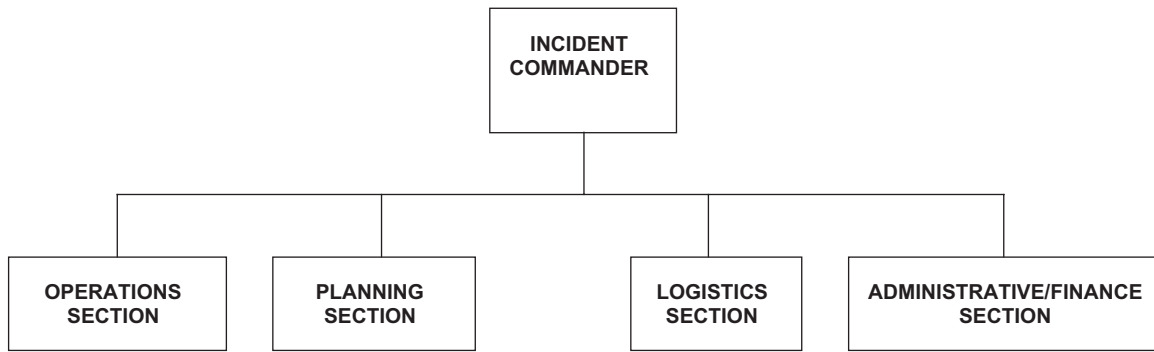 INCIDENT
COMMANDER
OPERATIONS
SECTION
PLANNING
SECTION
LOGISTICS
SECTION
ADMINISTRATIVE/FINANCE
SECTION